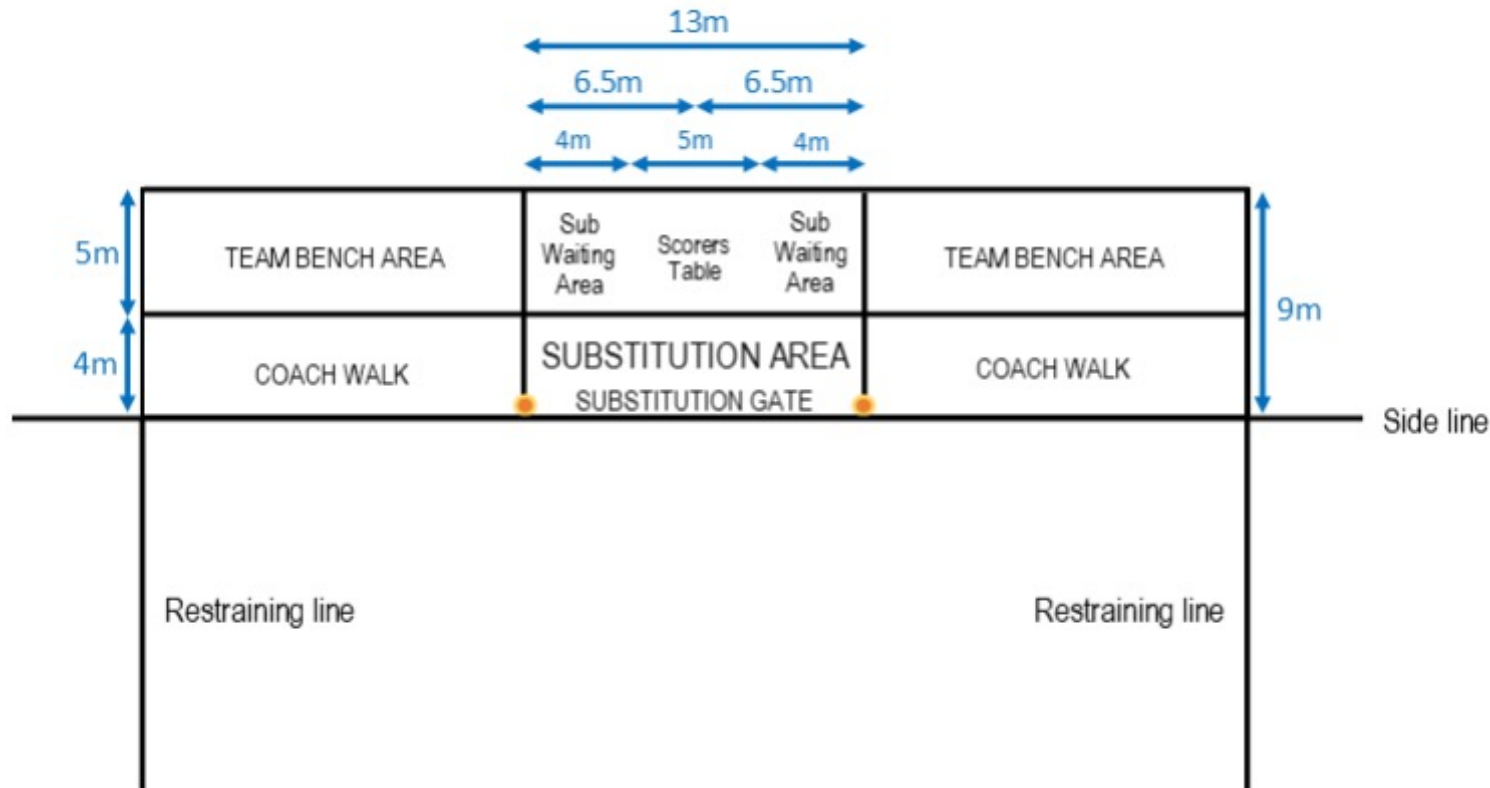 13m
6.5m
6.5m
4m
5m
4m
5m
TEAM BENCH AREA
Sub
Waiting
Area
Scorers
Table
Sub
Waiting
Area
TEAM BENCH AREA
9m
4m
COACH WALK
SUBSTITUTION AREA
SUBSTITUTION GATE
COACH WALK
Side line
Restraining line
Restraining line